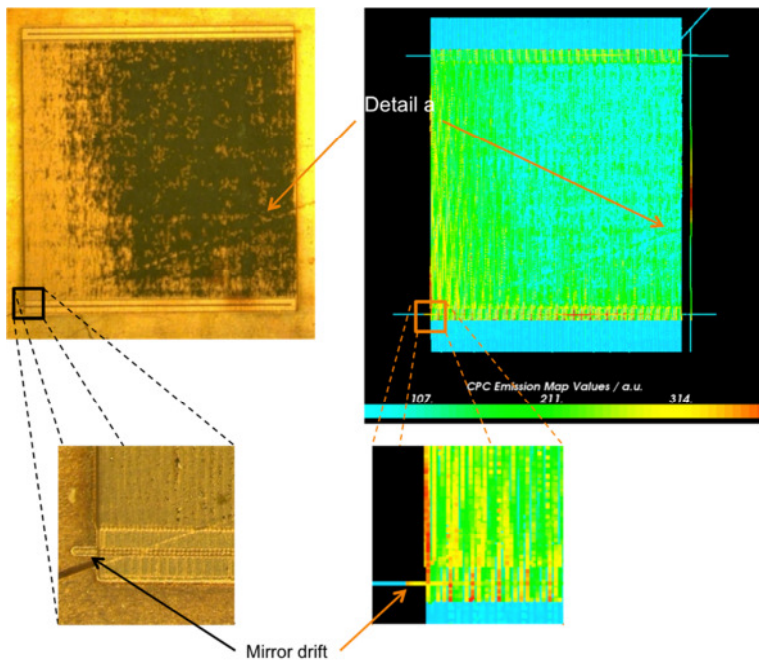 Detail a
CPC Emission Map Values / a.u.
107. 211. 314.
Mirror drift